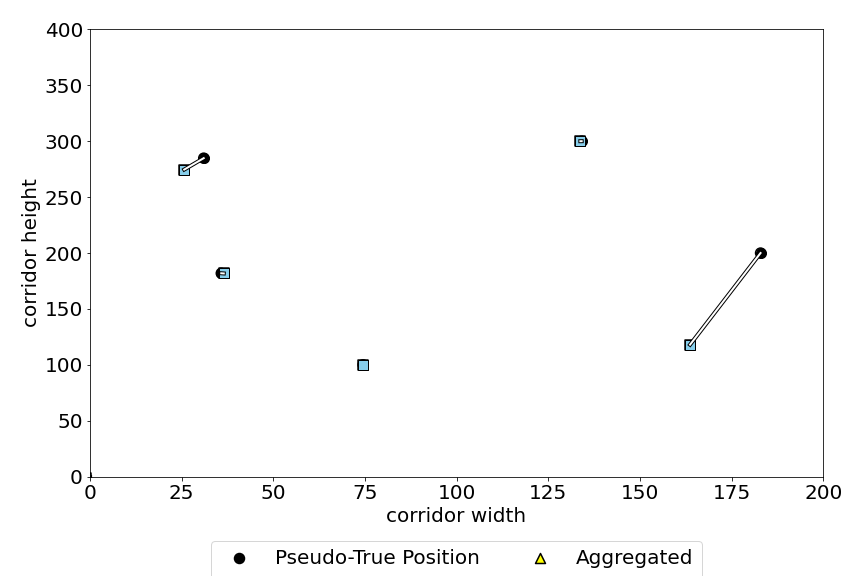 400
350
300
250
200
150
100
50
0
corridor height
0 25 50 75 100 125 150 175 200
corridor width
Pseudo-True Position Aggregated